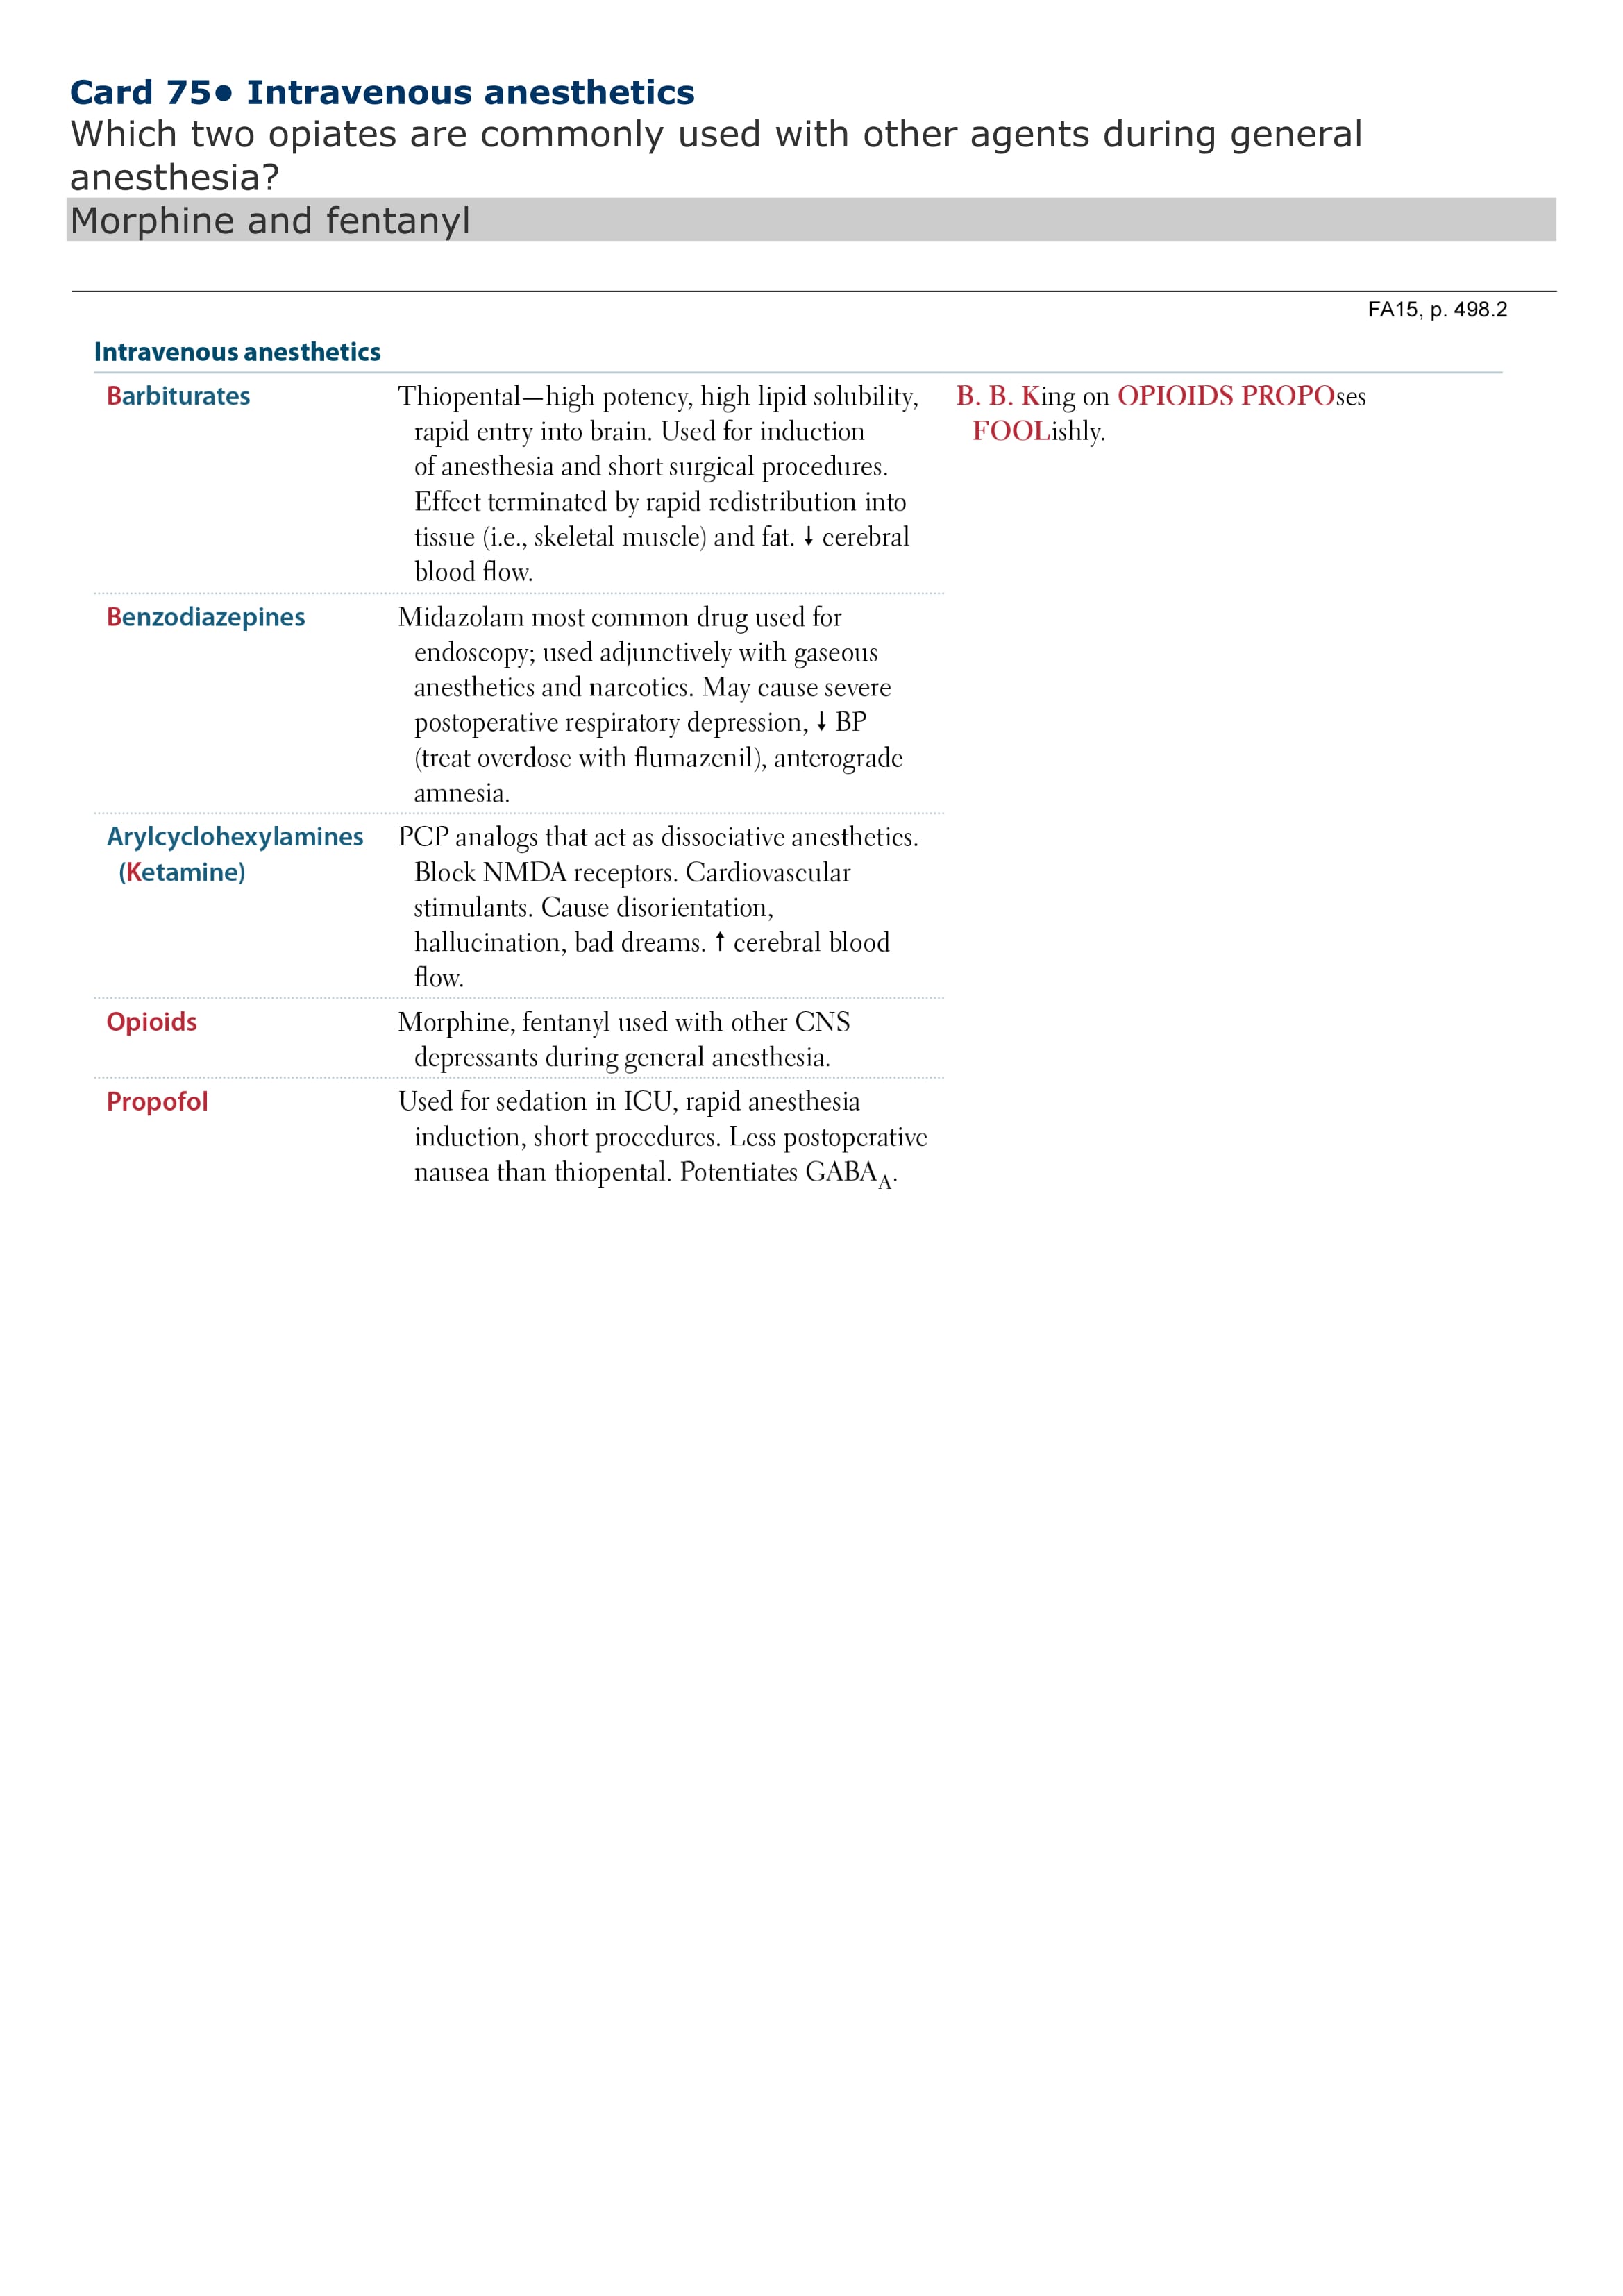 Card 75• Intravenous anesthetics
Which two opiates are commonly used with other agents during general
anesthesia?
Morphine and fentanyl
FA15, p. 498.2
Intravenous anesthetics
Barbiturates
Thiopental—high potency, high lipid solubility,
rapid entry into brain. Used for induction
of anesthesia and short surgical procedures.
Effect terminated by rapid redistribution into
tissue (i.e., skeletal muscle) and fat. ↓ cerebral
blood flow.
B. B. King on OPIOIDS PROPOses
FOOLishly.
Benzodiazepines
Midazolam most common drug used for
endoscopy; used adjunctively with gaseous
anesthetics and narcotics. May cause severe
postoperative respiratory depression, ↓ BP
(treat overdose with flumazenil), anterograde
amnesia.
Arylcyclohexylamines
(Ketamine)
PCP analogs that act as dissociative anesthetics.
Block NMDA receptors. Cardiovascular
stimulants. Cause disorientation,
hallucination, bad dreams. ↑ cerebral blood
flow.
Opioids
Morphine, fentanyl used with other CNS
depressants during general anesthesia.
Propofol
Used for sedation in ICU, rapid anesthesia
induction, short procedures. Less postoperative
nausea than thiopental. Potentiates GABA_A.